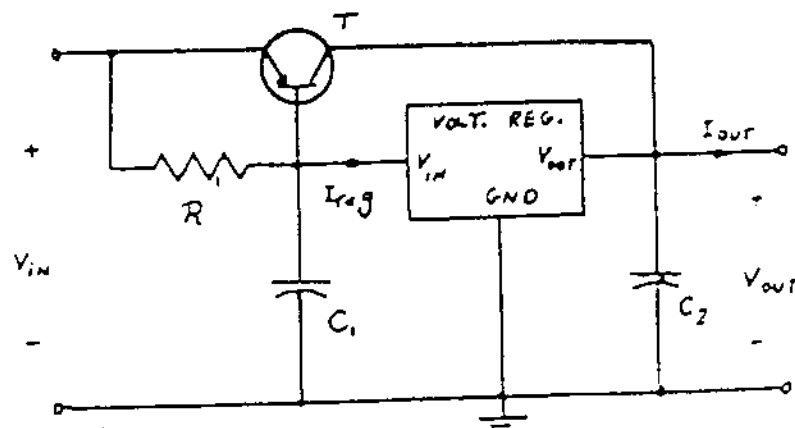 T
VOLT. REG.
VIN
VOUT
GND
IOUT
+
+
R
Ireg
VIN
VOUT
C1
C2
-
-